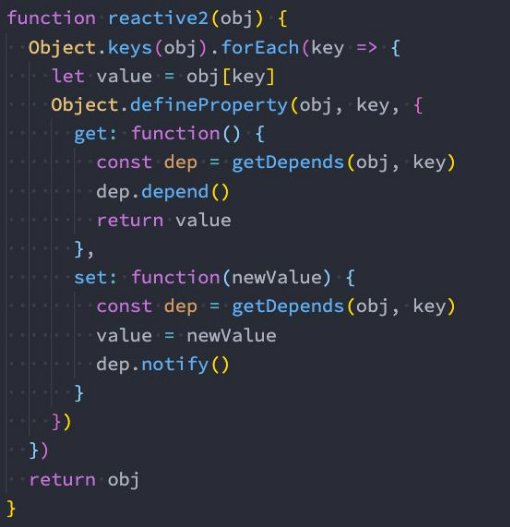 function reactive2(obj) {
  Object.keys(obj).forEach(key => {
    let value = obj[key]
    Object.defineProperty(obj, key, {
      get: function() {
        const dep = getDepends(obj, key)
        dep.depend()
        return value
      },
      set: function(newValue) {
        const dep = getDepends(obj, key)
        value = newValue
        dep.notify()
      }
    })
  })
  return obj
}